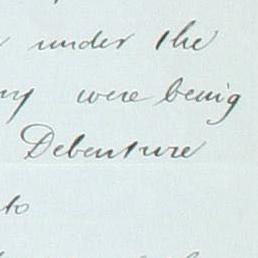 under the
were being
Debenture
to